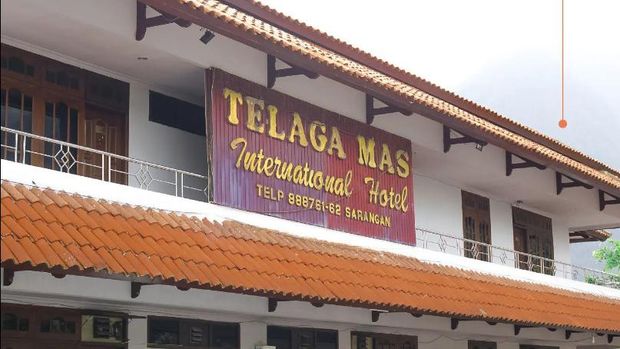 TELAGA MAS
International Hotel
TELP 888761-62 SARANGAN